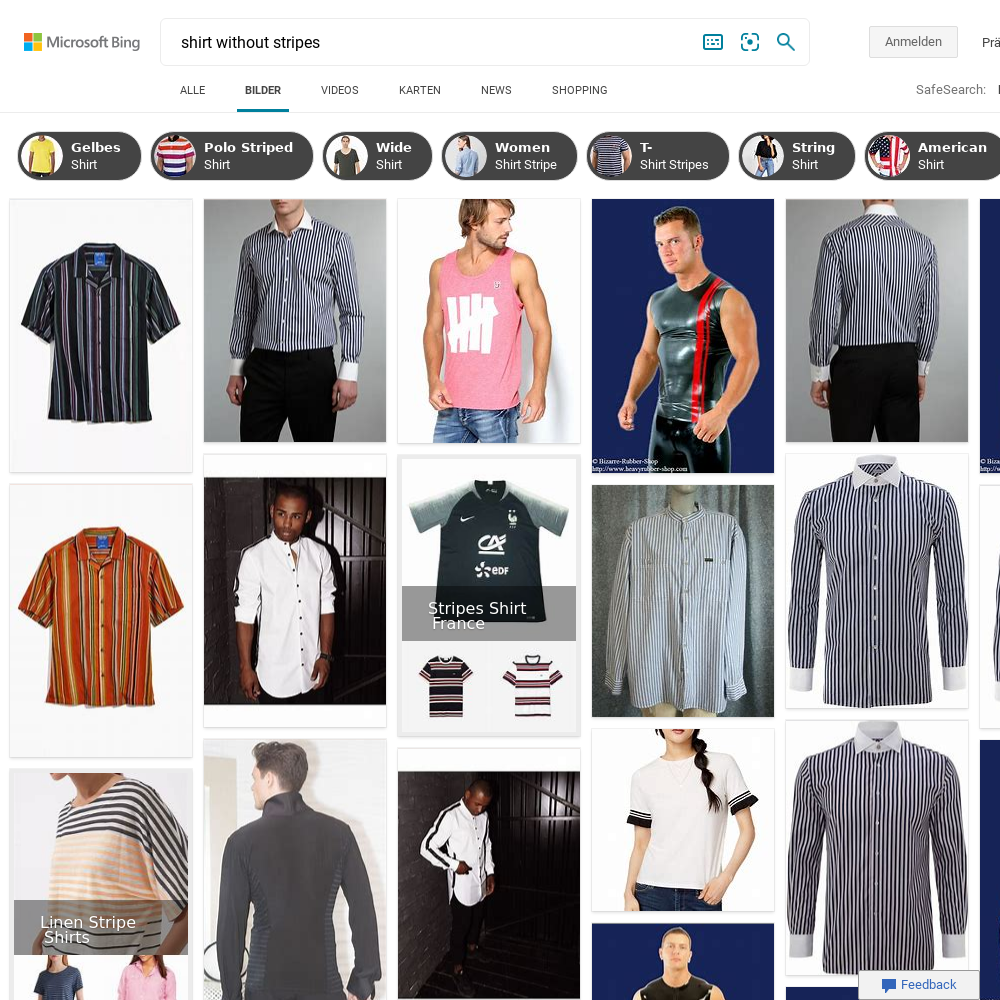 Microsoft Bing
shirt without stripes
Anmelden
Prä
ALLE
BILDER
VIDEOS
KARTEN
NEWS
SHOPPING
SafeSearch:
Gelbes
Shirt
Polo Striped
Shirt
Wide
Shirt
Women
Shirt Stripe
T-
Shirt Stripes
String
Shirt
American
Shirt
© Bizarre-Rubber-Shop
http://www.heavyrubber-shop.com
CA
edf
Stripes Shirt
France
Linen Stripe
Shirts
Feedback